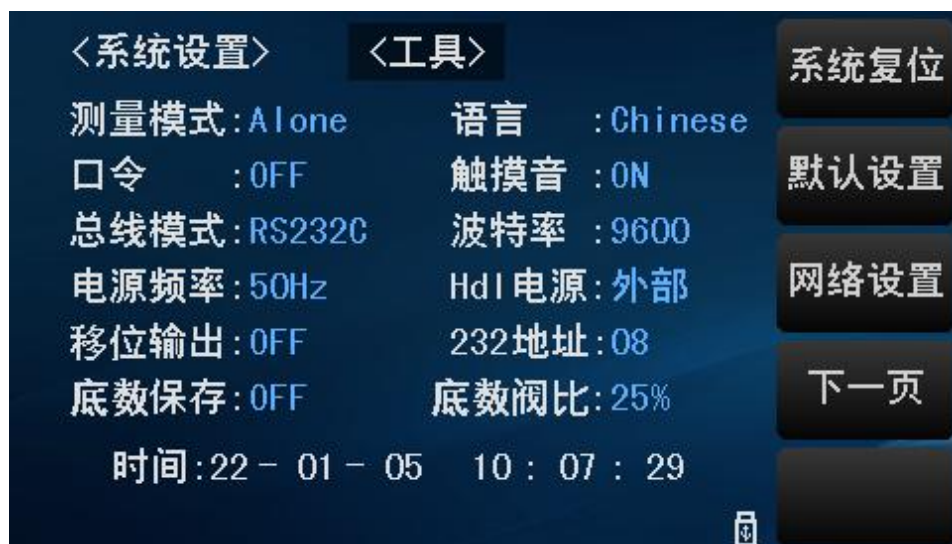 <系统设置> <工具>
测量模式:Alone 语言 :Chinese
口令 :OFF 触摸音 :ON
总线模式:RS232C 波特率 :9600
电源频率:50Hz Hdl电源:外部
移位输出:OFF 232地址:08
底数保存:OFF 底数阀比:25%
时间:22- 01- 05 10: 07: 29
系统复位
默认设置
网络设置
下一页